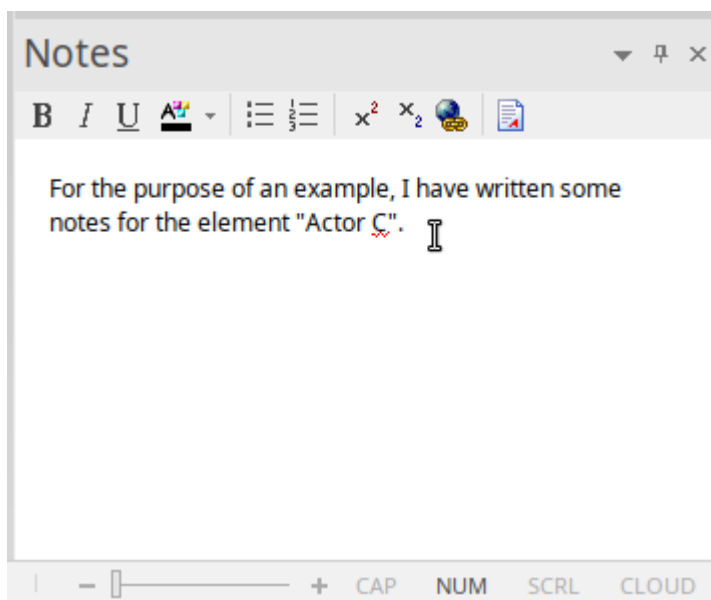 Notes
B I U A x² x₂
For the purpose of an example, I have written some
notes for the element "Actor C".
CAP NUM SCRL CLOUD